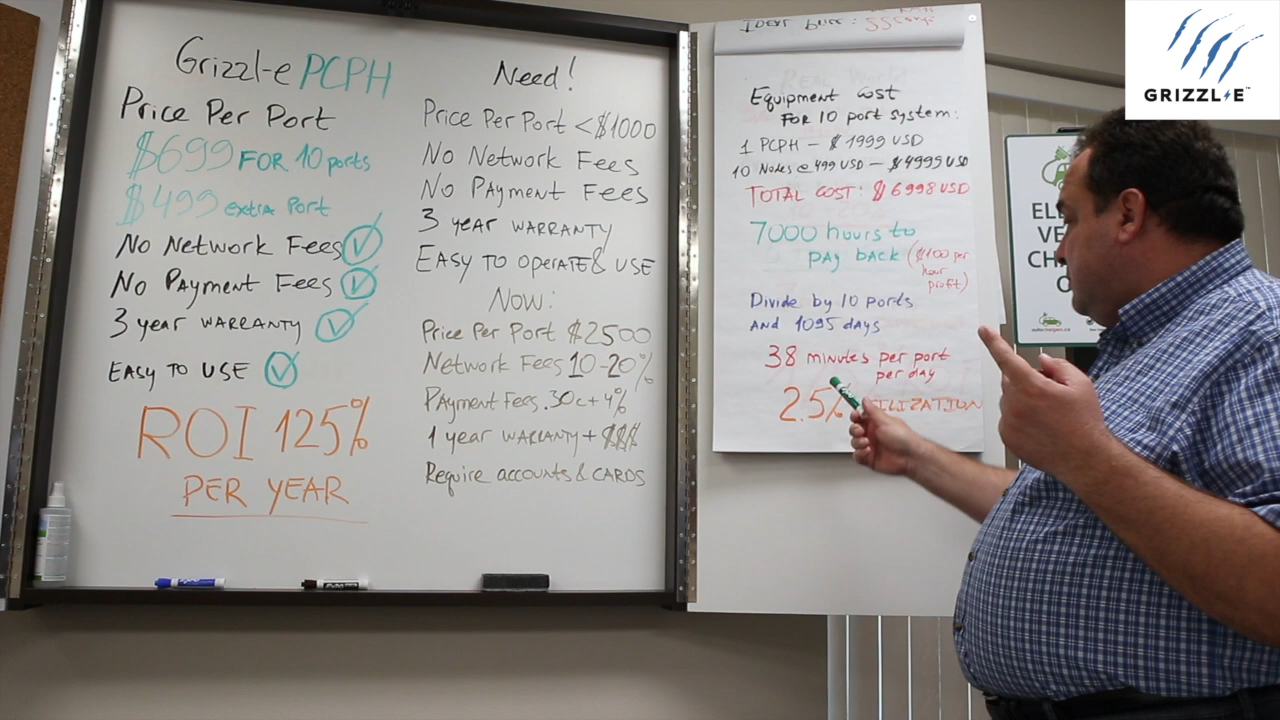 Grizzl-e PCPH
Price Per Port
$699 FOR 10 ports
$499 extra Port
No Network Fees
No Payment Fees
3 year WARRANTY
EASY TO USE
ROI 125%
PER YEAR
Need!
Price Per Port < $1000
No Network Fees
No Payment Fees
3 year WARRANTY
EASY TO OPERATE & USE
Now:
Price Per Port $2500
Network Fees 10-20%
Payment Fees .30c + 4%
1 year WARRANTY + $$$
Require accounts & CARDS
Equipment cost
FOR 10 port system:
1 PCPH - $1999 USD
10 Nodes @ 499 USD - $4999 USD
TOTAL COST: $6998 USD
7000 hours to
pay back ($1.00 per
hour
profit)
Divide by 10 ports
AND 1095 days
38 minutes per port
per day
2.5%
GRIZZL-E™